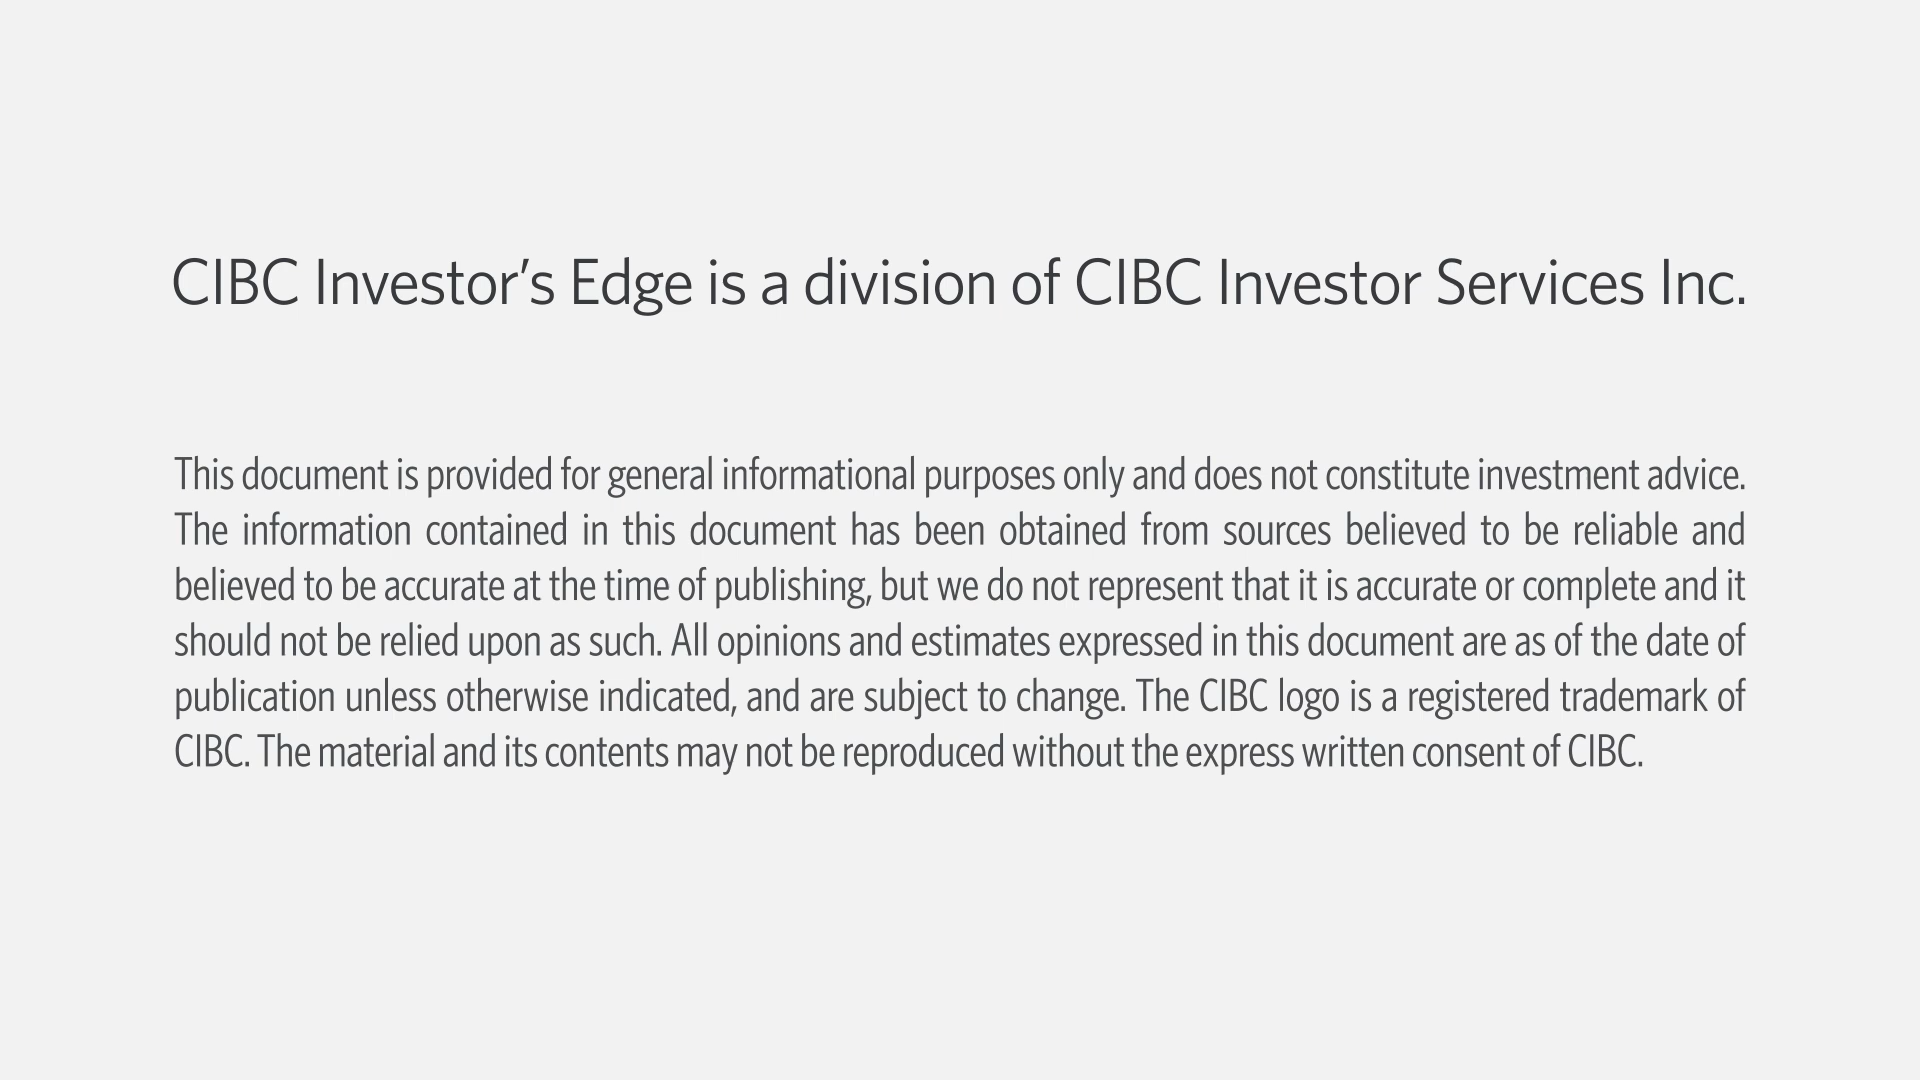 CIBC Investor’s Edge is a division of CIBC Investor Services Inc.
This document is provided for general informational purposes only and does not constitute investment advice.
The information contained in this document has been obtained from sources believed to be reliable and
believed to be accurate at the time of publishing, but we do not represent that it is accurate or complete and it
should not be relied upon as such. All opinions and estimates expressed in this document are as of the date of
publication unless otherwise indicated, and are subject to change. The CIBC logo is a registered trademark of
CIBC. The material and its contents may not be reproduced without the express written consent of CIBC.